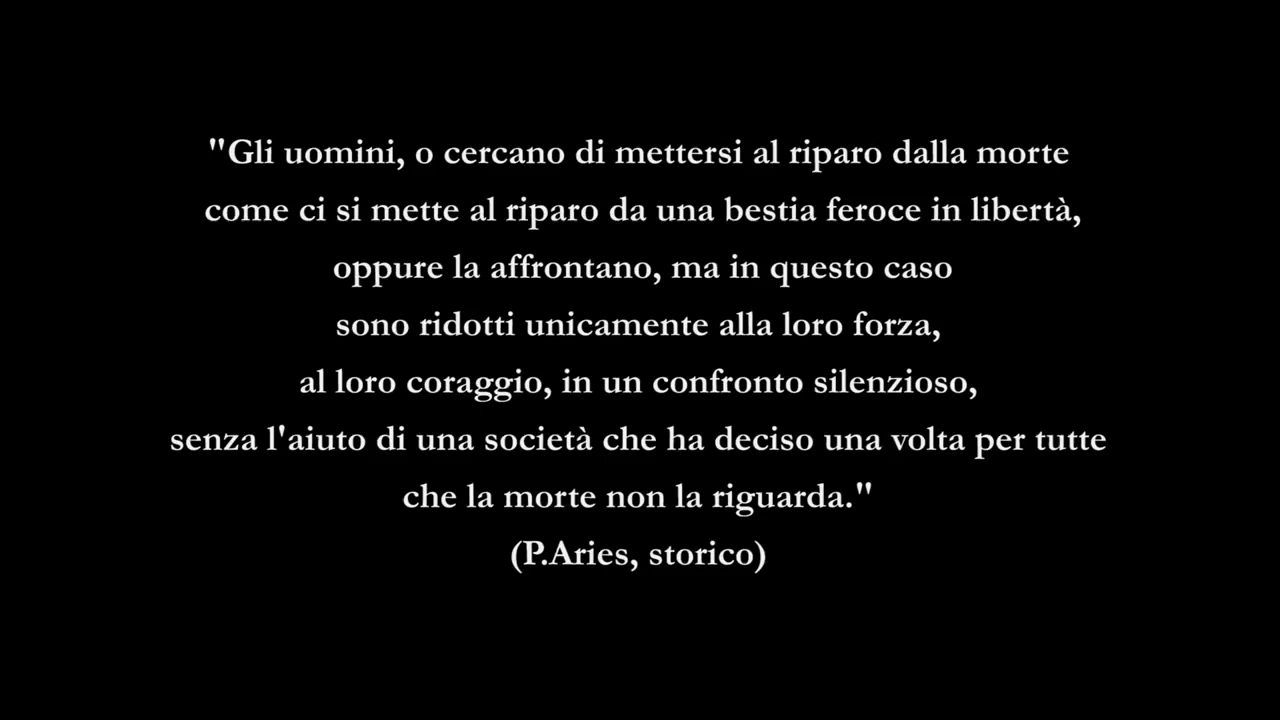 "Gli uomini, o cercano di mettersi al riparo dalla morte
come ci si mette al riparo da una bestia feroce in libertà,
oppure la affrontano, ma in questo caso
sono ridotti unicamente alla loro forza,
al loro coraggio, in un confronto silenzioso,
senza l'aiuto di una società che ha deciso una volta per tutte
che la morte non la riguarda."
(P.Aries, storico)